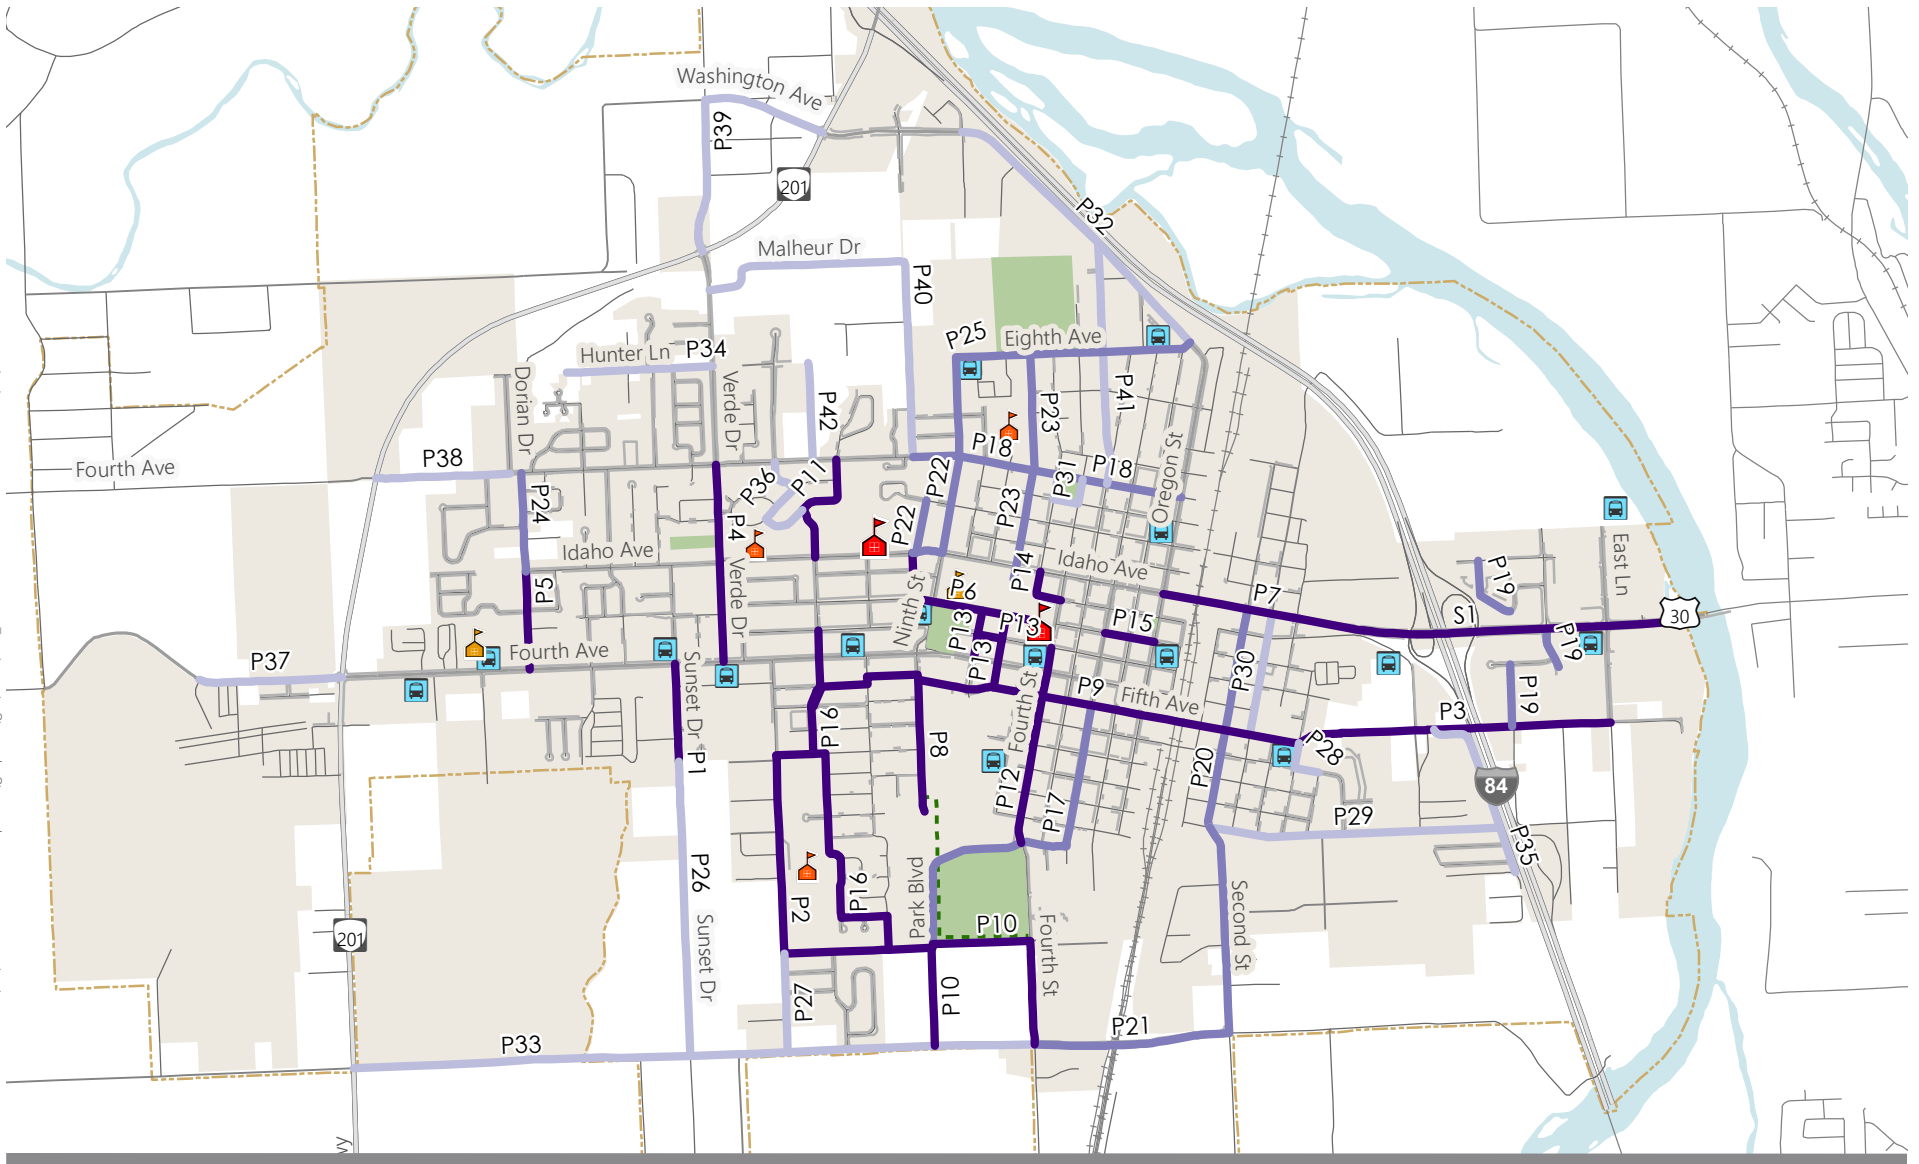 Washington Ave
P39
201
P32
Malheur Dr
P40
P25
Eighth Ave
Hunter Ln
P34
Dorian Dr
Verde Dr
P42
P23
P41
Fourth Ave
P38
P18
P18
P31
Oregon St
P24
P36
P11
P22
P22
P23
P4
Idaho Ave
Idaho Ave
P14
East Ln
P5
Verde Dr
Ninth St
P6
P13
P13
P13
P15
P7
P19
S1
30
P19
Fourth Ave
P37
Sunset Dr
P30
P19
P9
Fifth Ave
Fourth St
P3
P16
P8
P1
P28
P20
P12
P17
84
P29
P35
P26
P16
P2
Park Blvd
P10
Second St
Sunset Dr
201
Fourth St
P27
P10
P21
P33
vy